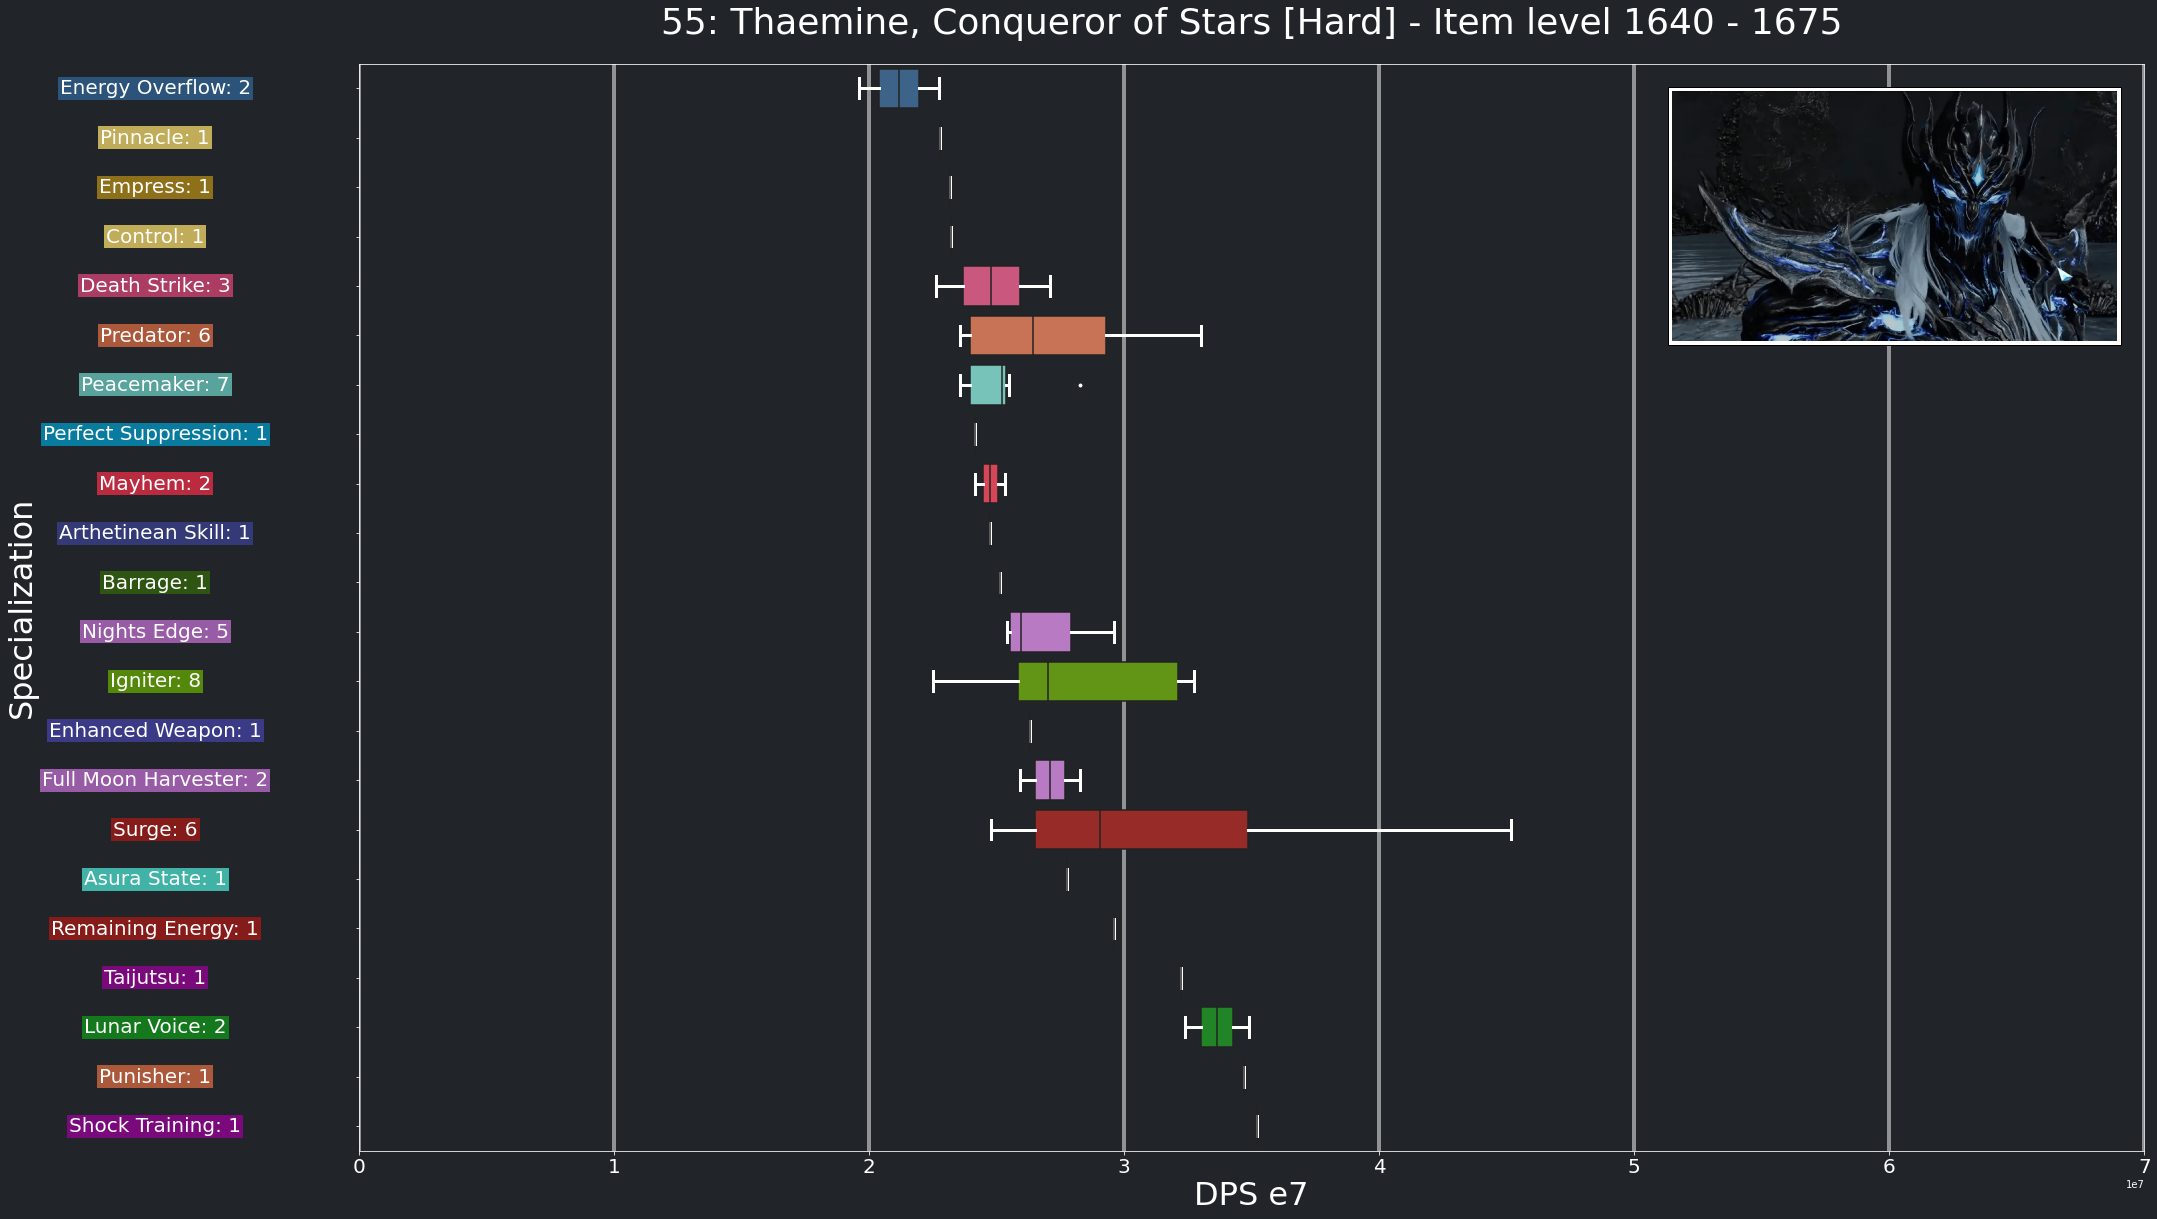 55: Thaemine, Conqueror of Stars [Hard] - Item level 1640 - 1675
Specialization
Energy Overflow: 2
Pinnacle: 1
Empress: 1
Control: 1
Death Strike: 3
Predator: 6
Peacemaker: 7
Perfect Suppression: 1
Mayhem: 2
Arthetinean Skill: 1
Barrage: 1
Nights Edge: 5
Igniter: 8
Enhanced Weapon: 1
Full Moon Harvester: 2
Surge: 6
Asura State: 1
Remaining Energy: 1
Taijutsu: 1
Lunar Voice: 2
Punisher: 1
Shock Training: 1
0 1 2 3 4 5 6 7
1e7
DPS e7